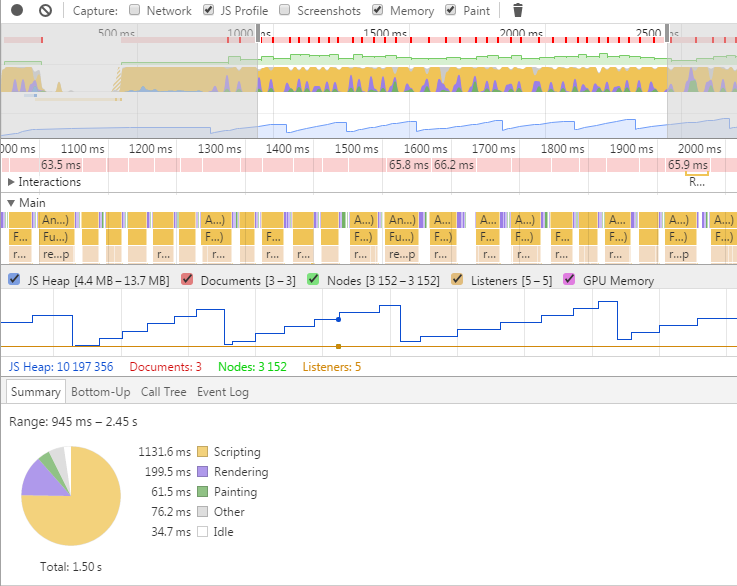 Capture: Network JS Profile Screenshots Memory Paint
500 ms 1000 ms 1500 ms 2000 ms 2500 ms
000 ms 1100 ms 1200 ms 1300 ms 1400 ms 1500 ms 1600 ms 1700 ms 1800 ms 1900 ms 2000 ms
63.5 ms 65.8 ms 66.2 ms 65.9 ms
Interactions R...
Main
An...) A...) A...) An...) A...) A... A...) A...) A...) A...)
F... Fu...) F...) F... F...) Fu...) F...) F... F...) F... F... F...) F...)
r... re...p r... r... r... r... r... re...p r... r... r... r... r... r...p r...
JS Heap [4.4 MB – 13.7 MB] Documents [3 – 3] Nodes [3 152 – 3 152] Listeners [5 – 5] GPU Memory
JS Heap: 10 197 356 Documents: 3 Nodes: 3 152 Listeners: 5
Summary Bottom-Up Call Tree Event Log
Range: 945 ms – 2.45 s
1131.6 ms Scripting
199.5 ms Rendering
61.5 ms Painting
76.2 ms Other
34.7 ms Idle
Total: 1.50 s